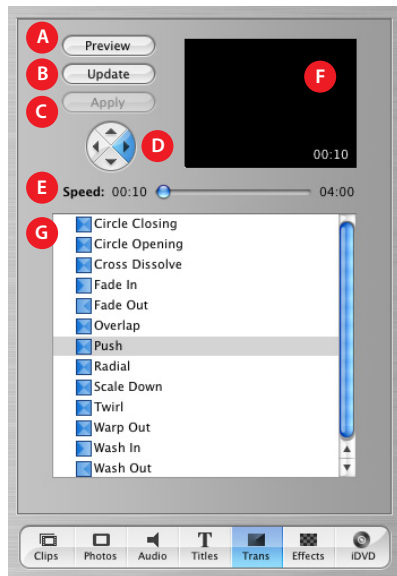 A Preview
B Update
C Apply
D
E Speed: 00:10 04:00
F
00:10
G
Circle Closing
Circle Opening
Cross Dissolve
Fade In
Fade Out
Overlap
Push
Radial
Scale Down
Twirl
Warp Out
Wash In
Wash Out
Clips Photos Audio Titles Trans Effects iDVD
T